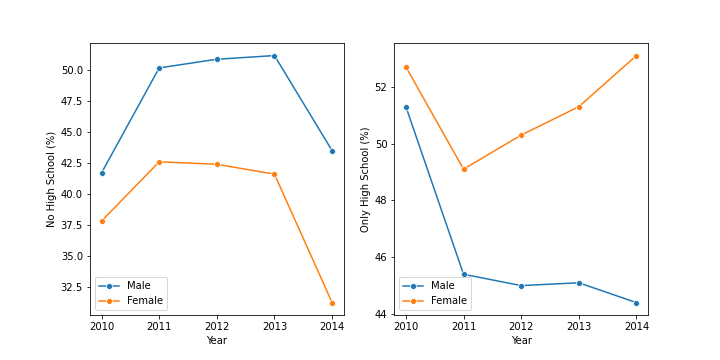 No High School (%)
50.0
47.5
45.0
42.5
40.0
37.5
35.0
32.5
Male
Female
2010 2011 2012 2013 2014
Year
Only High School (%)
52
50
48
46
44
Male
Female
2010 2011 2012 2013 2014
Year